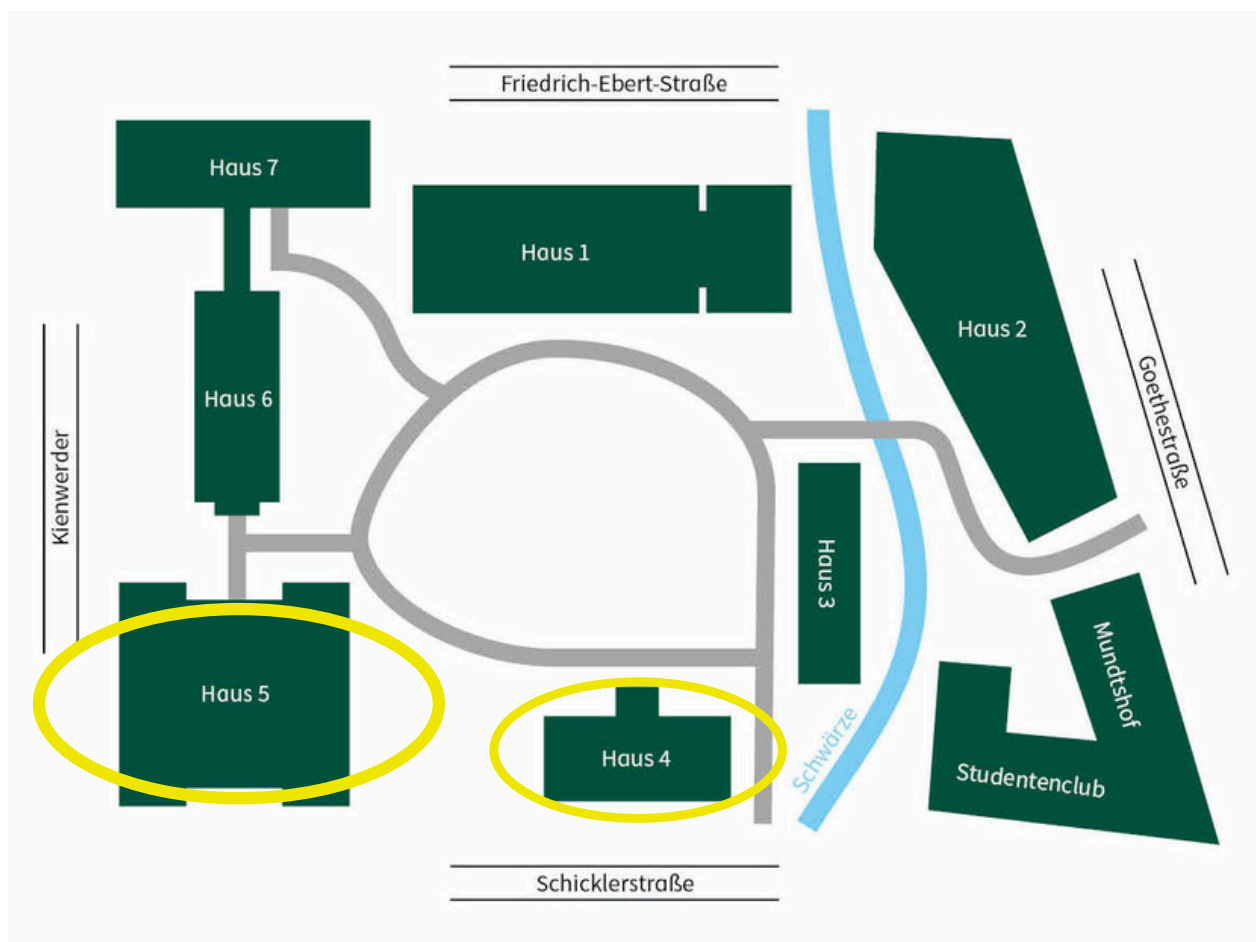 Friedrich-Ebert-Straße
Haus 7
Haus 1
Haus 2
Haus 6
Goethestraße
Kienwerder
Haus 3
Haus 5
Haus 4
Mundtshof
Schwärze
Studentenclub
Schicklerstraße